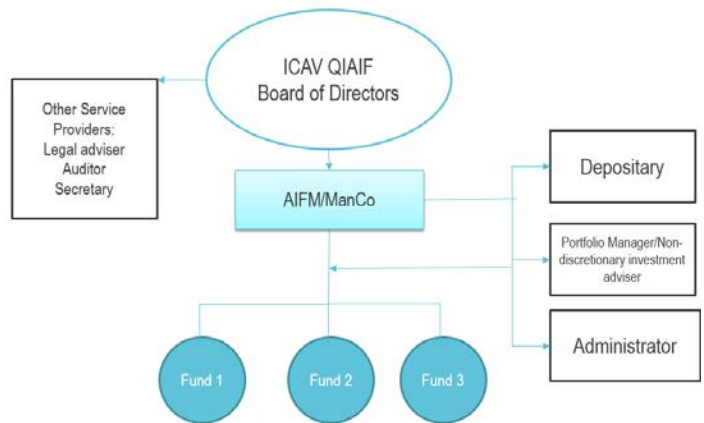 ICAV QIAIF
Board of Directors
Other Service
Providers:
Legal adviser
Auditor
Secretary
AIFM/ManCo
Depositary
Portfolio Manager/Non-
discretionary investment
adviser
Administrator
Fund 1
Fund 2
Fund 3